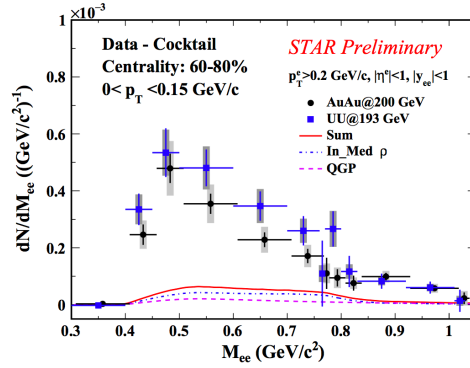 ×10⁻³
Data - Cocktail
Centrality: 60-80%
0< p_T <0.15 GeV/c
STAR Preliminary
p_T^e>0.2 GeV/c, |η^e|<1, |y_ee|<1
AuAu@200 GeV
UU@193 GeV
Sum
In_Med ρ
QGP
dN/dM_ee ((GeV/c²)⁻¹)
0.6
0.4
0.2
0
0.3 0.4 0.5 0.6 0.7 0.8 0.9 1
M_ee (GeV/c²)